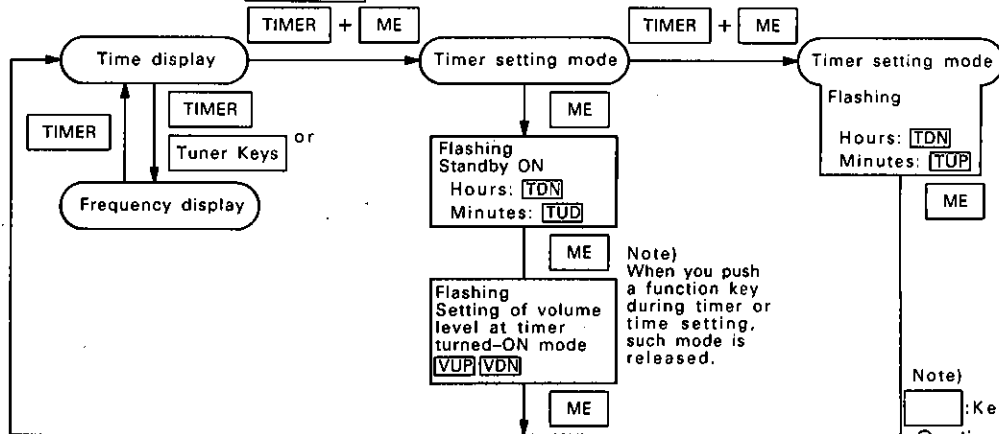 TIMER + ME
TIMER + ME
Time display
Timer setting mode
Timer setting mode
Flashing
Hours: TDN
Minutes: TUP
ME
TIMER
TIMER
or
Tuner Keys
Frequency display
ME
Flashing
Standby ON
Hours: TDN
Minutes: TUD
ME
Flashing
Setting of volume
level at timer
turned-ON mode
VUP VDN
ME
Note)
When you push
a function key
during timer or
time setting,
such mode is
released.
Note)
:Ke